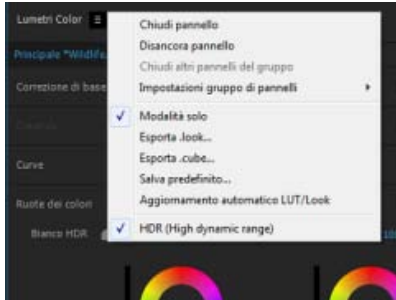 Lumetri Color
Chiudi pannello
Disancora pannello
Chiudi altri pannelli del gruppo
Impostazioni gruppo di pannelli
Modalità solo
Esporta .look...
Esporta .cube...
Salva predefinito...
Aggiornamento automatico LUT/Look
HDR (High dynamic range)
Principale *Wildlife.
Correzione di base
Curve
Ruote dei colori
Bianco HDR